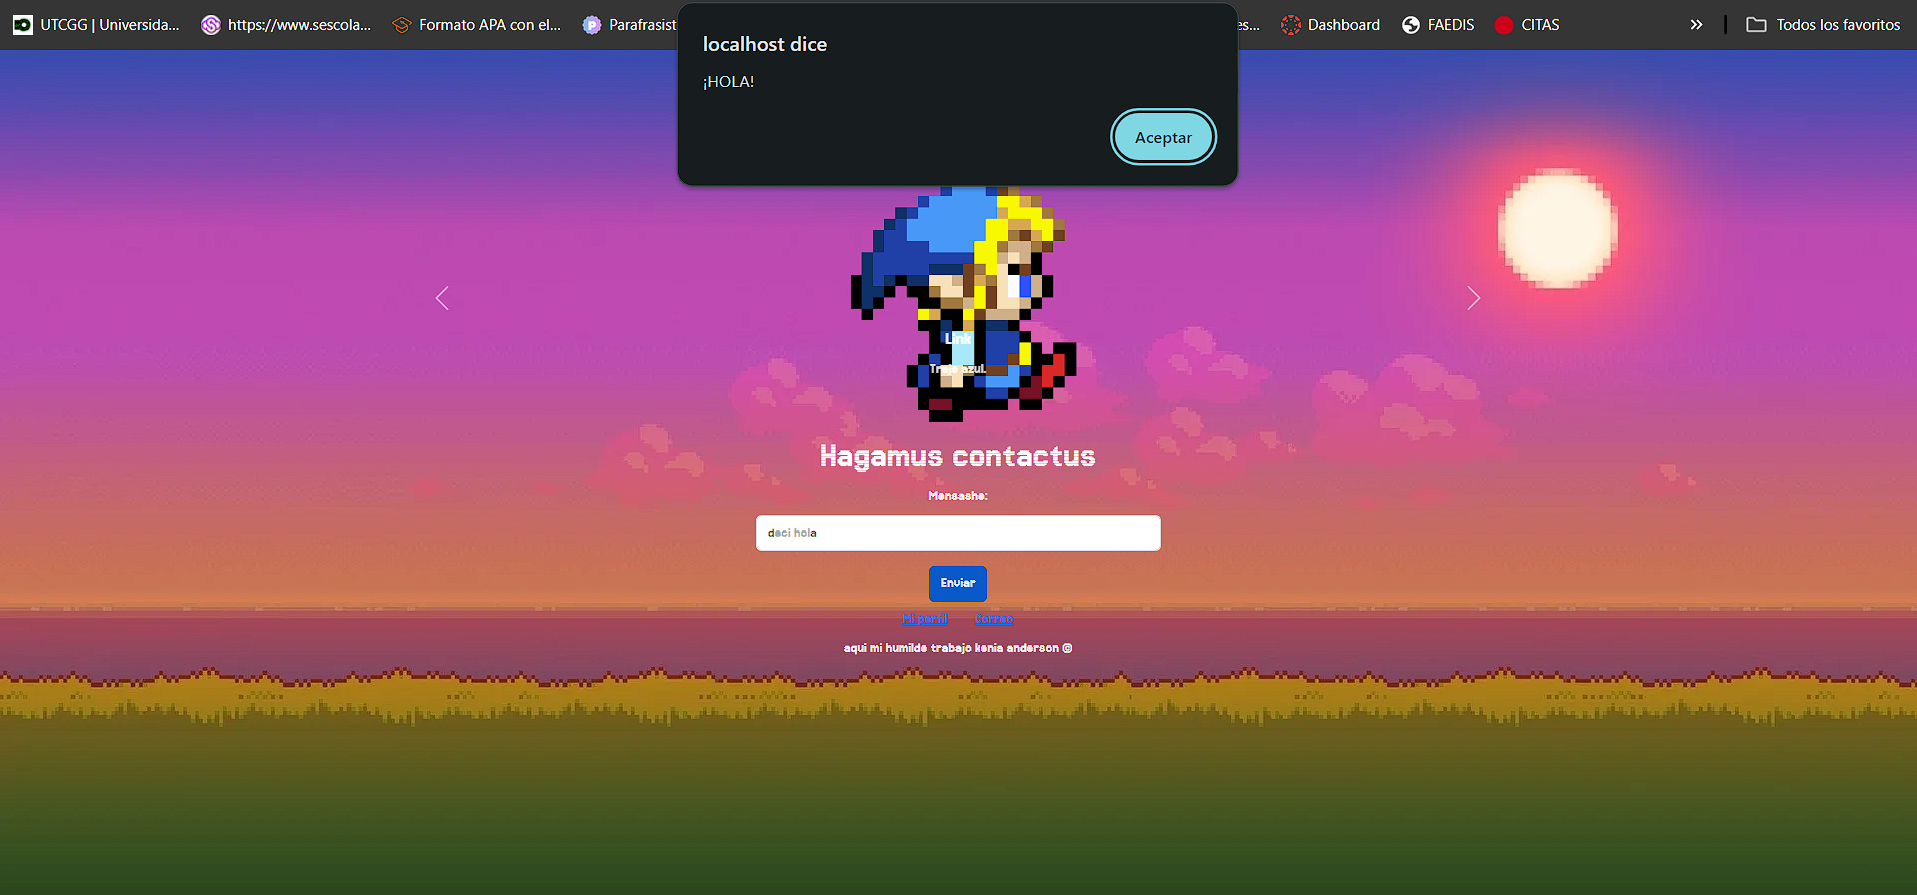 UTCGG | Universida...
https://www.sescola...
Formato APA con el...
Parafrasist
es...
Dashboard
FAEDIS
CITAS
Todos los favoritos
localhost dice
¡HOLA!
Aceptar
Link
Traje azul.
Hagamus contactus
Mensashe:
deci hola
Enviar
Mi perfil
Correo
aqui mi humilde trabajo kenia anderson ©